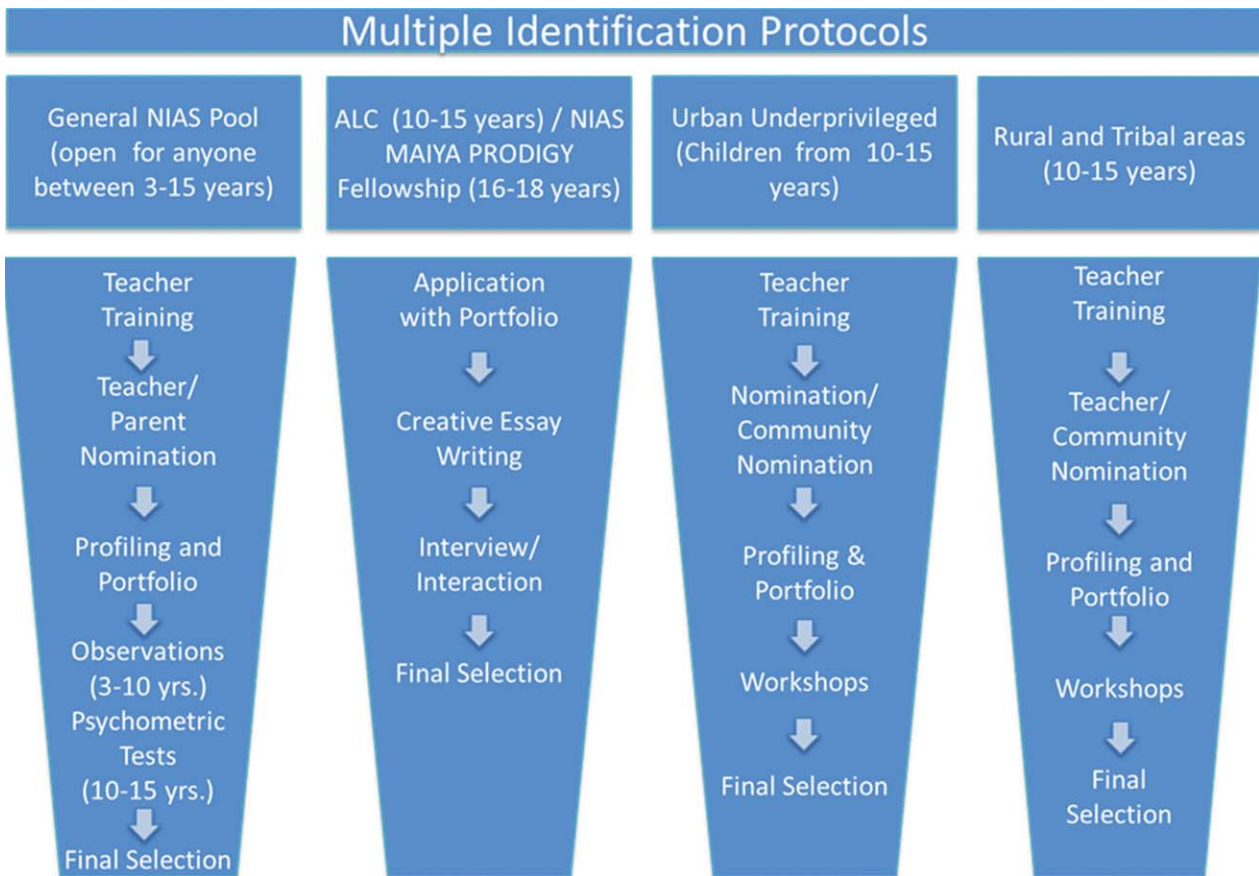 Multiple Identification Protocols
General NIAS Pool
(open for anyone
between 3-15 years)
Teacher
Training
Teacher/
Parent
Nomination
Profiling and
Portfolio
Observations
(3-10 yrs.)
Psychometric
Tests
(10-15 yrs.)
Final Selection
ALC (10-15 years) / NIAS
MAIYA PRODIGY
Fellowship (16-18 years)
Application
with Portfolio
Creative Essay
Writing
Interview/
Interaction
Final Selection
Urban Underprivileged
(Children from 10-15
years)
Teacher
Training
Nomination/
Community
Nomination
Profiling &
Portfolio
Workshops
Final Selection
Rural and Tribal areas
(10-15 years)
Teacher
Training
Teacher/
Community
Nomination
Profiling and
Portfolio
Workshops
Final
Selection